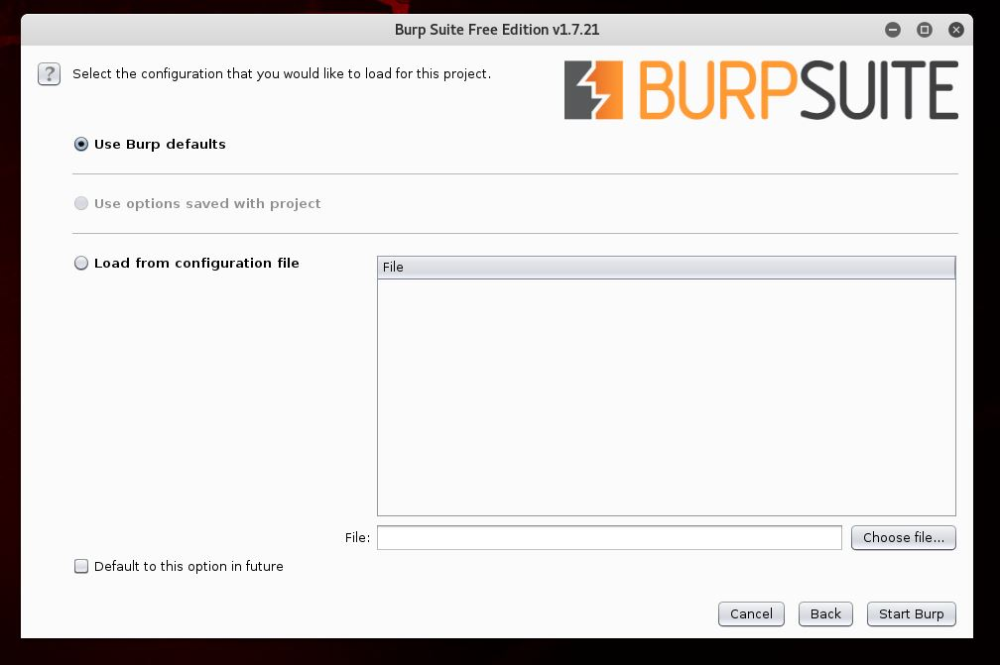 Burp Suite Free Edition v1.7.21
?
Select the configuration that you would like to load for this project.
BURPSUITE
Use Burp defaults
Use options saved with project
Load from configuration file
File
File:
Choose file...
Default to this option in future
Cancel
Back
Start Burp